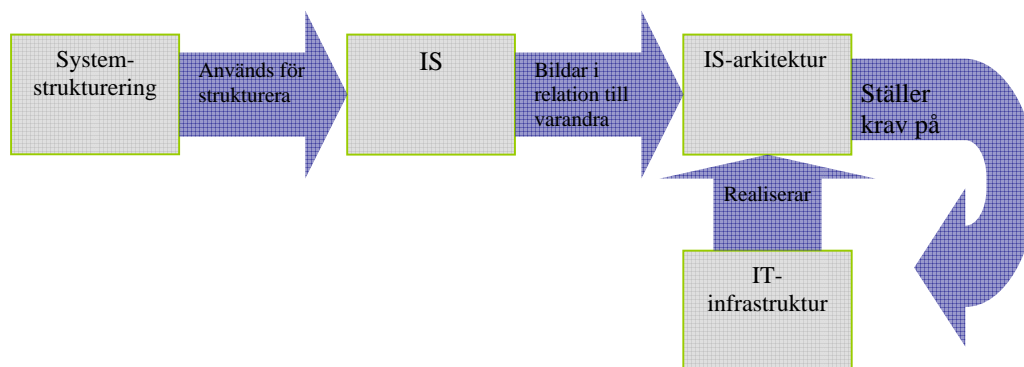 System-
strukturering
Används för
strukturera
IS
Bildar i
relation till
varandra
IS-arkitektur
Ställer
krav på
Realiserar
IT-
infrastruktur